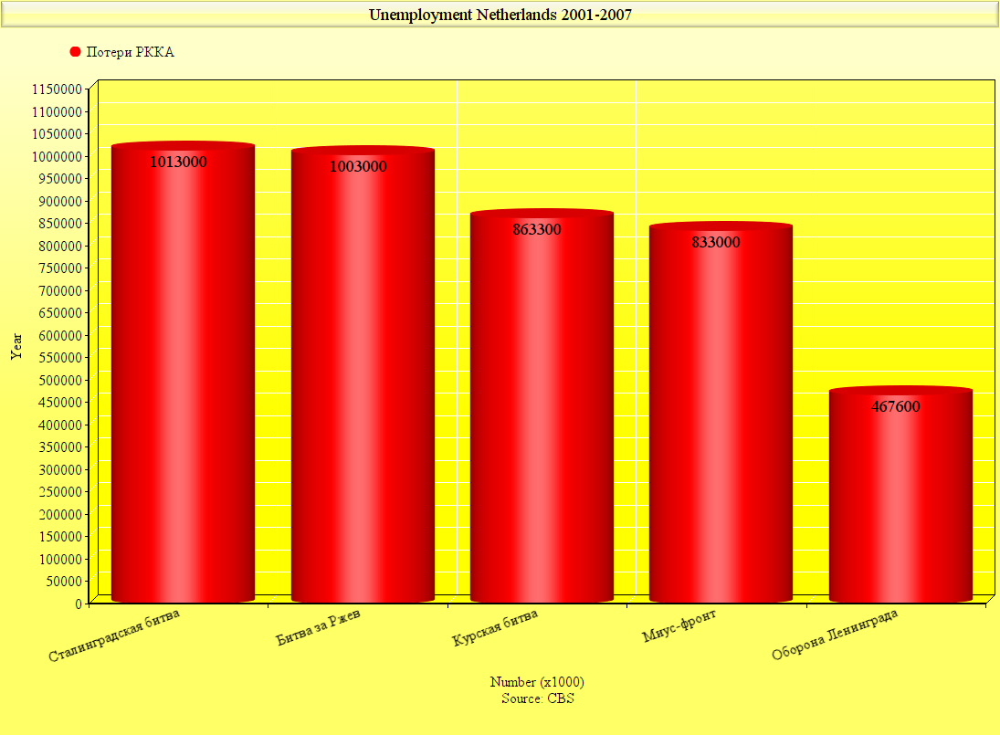 Unemployment Netherlands 2001-2007
Потери РККА
1150000
1100000
1050000
1000000
950000
900000
850000
800000
750000
700000
650000
600000
550000
500000
450000
400000
350000
300000
250000
200000
150000
100000
50000
0
Year
1013000
1003000
863300
833000
467600
Сталинградская битва
Битва за Ржев
Курская битва
Миус-фронт
Оборона Ленинграда
Number (x1000)
Source: CBS